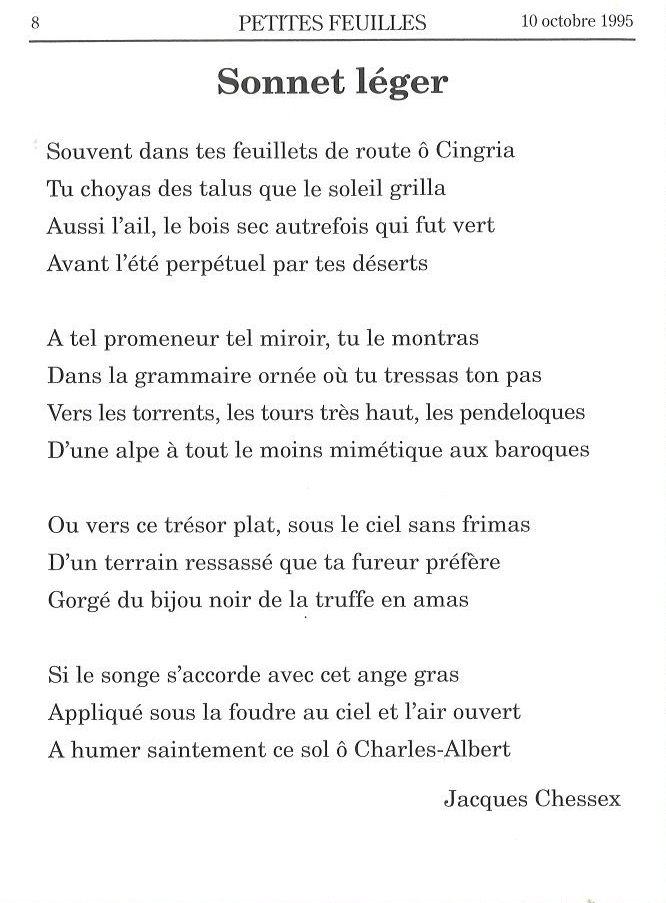 8 PETITES FEUILLES 10 octobre 1995
Sonnet léger
Souvent dans tes feuillets de route ô Cingria
Tu choyas des talus que le soleil grilla
Aussi l'ail, le bois sec autrefois qui fut vert
Avant l'été perpétuel par tes déserts
A tel promeneur tel miroir, tu le montras
Dans la grammaire ornée où tu tressas ton pas
Vers les torrents, les tours très haut, les pendeloques
D'une alpe à tout le moins mimétique aux baroques
Ou vers ce trésor plat, sous le ciel sans frimas
D'un terrain ressassé que ta fureur préfère
Gorgé du bijou noir de la truffe en amas
Si le songe s'accorde avec cet ange gras
Appliqué sous la foudre au ciel et l'air ouvert
A humer saintement ce sol ô Charles-Albert
Jacques Chessex